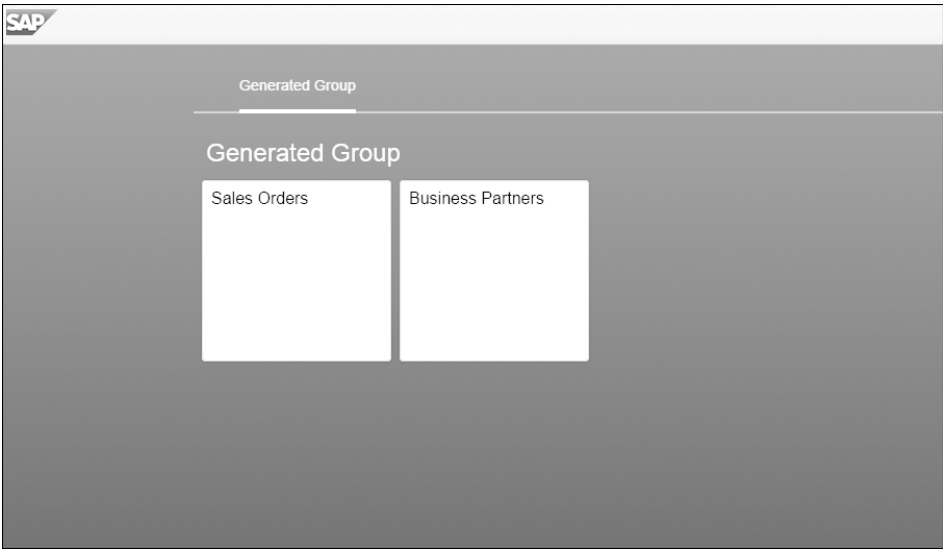 SAP
Generated Group
Generated Group
Sales Orders
Business Partners